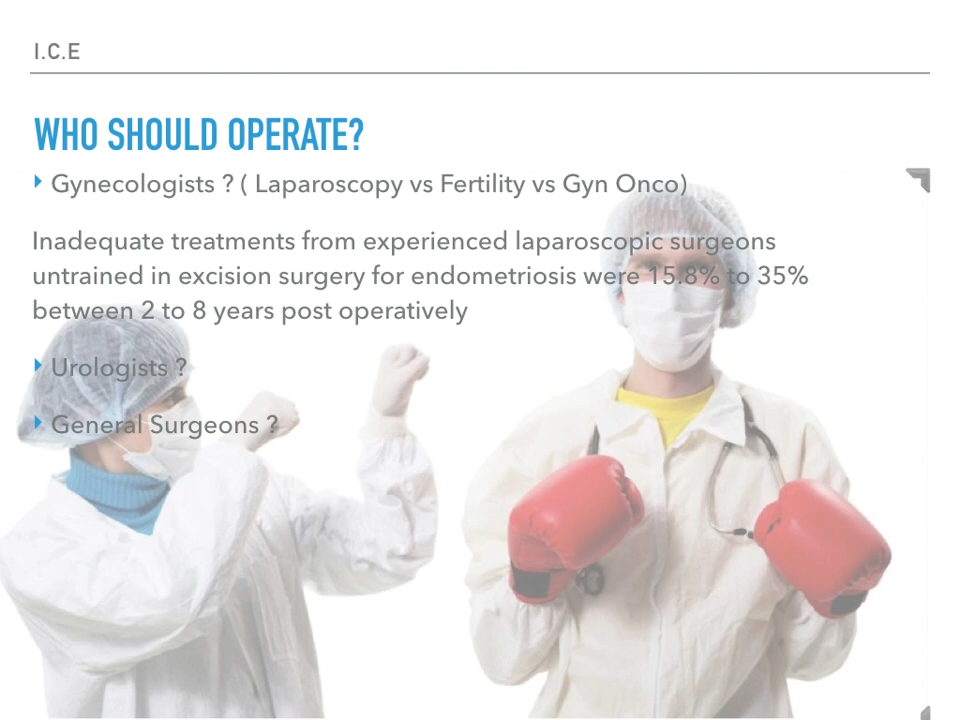 I.C.E
WHO SHOULD OPERATE?
Gynecologists ? ( Laparoscopy vs Fertility vs Gyn Onco)
Inadequate treatments from experienced laparoscopic surgeons
untrained in excision surgery for endometriosis were 15.8% to 35%
between 2 to 8 years post operatively
Urologists ?
General Surgeons ?